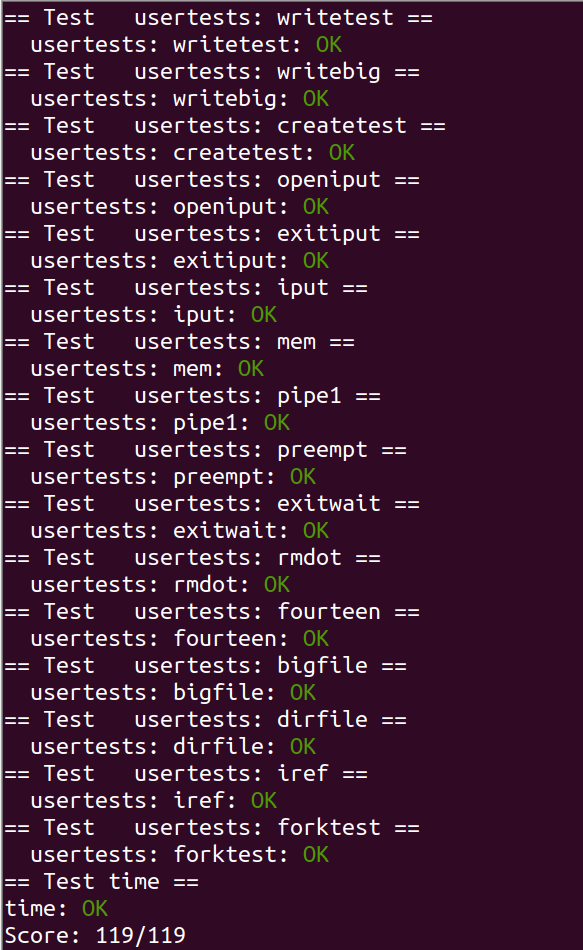 == Test   usertests: writetest ==
  usertests: writetest: OK
== Test   usertests: writebig ==
  usertests: writebig: OK
== Test   usertests: createtest ==
  usertests: createtest: OK
== Test   usertests: openiput ==
  usertests: openiput: OK
== Test   usertests: exitiput ==
  usertests: exitiput: OK
== Test   usertests: iput ==
  usertests: iput: OK
== Test   usertests: mem ==
  usertests: mem: OK
== Test   usertests: pipe1 ==
  usertests: pipe1: OK
== Test   usertests: preempt ==
  usertests: preempt: OK
== Test   usertests: exitwait ==
  usertests: exitwait: OK
== Test   usertests: rmdot ==
  usertests: rmdot: OK
== Test   usertests: fourteen ==
  usertests: fourteen: OK
== Test   usertests: bigfile ==
  usertests: bigfile: OK
== Test   usertests: dirfile ==
  usertests: dirfile: OK
== Test   usertests: iref ==
  usertests: iref: OK
== Test   usertests: forktest ==
  usertests: forktest: OK
== Test time ==
time: OK
Score: 119/119